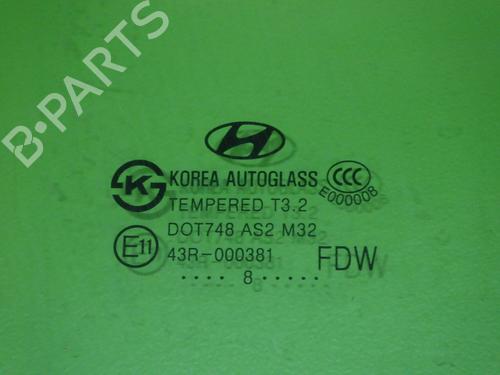 B-PARTS
KOREA AUTOGLASS
CCC
E000008
TEMPERED T3.2
DOT748 AS2 M32
E11 43R-000381 FDW
.... 8 .....